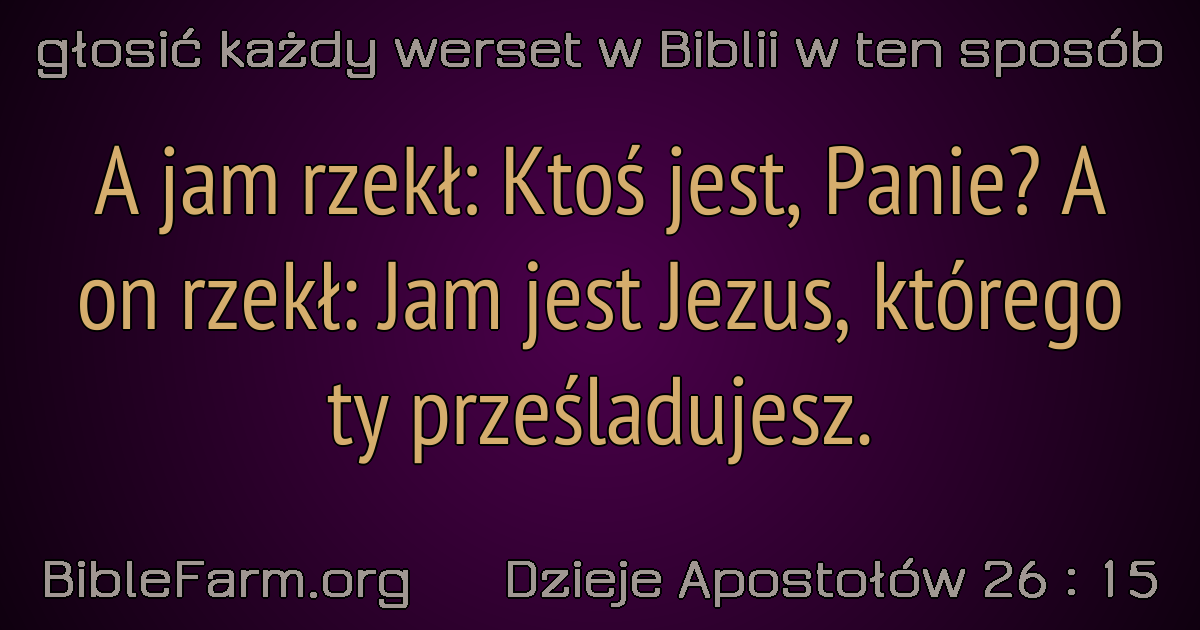 głosić każdy werset w Biblii w ten sposób
A jam rzekł: Ktoś jest, Panie? A
on rzekł: Jam jest Jezus, którego
ty prześladujesz.
BibleFarm.org
Dzieje Apostołów 26 : 15